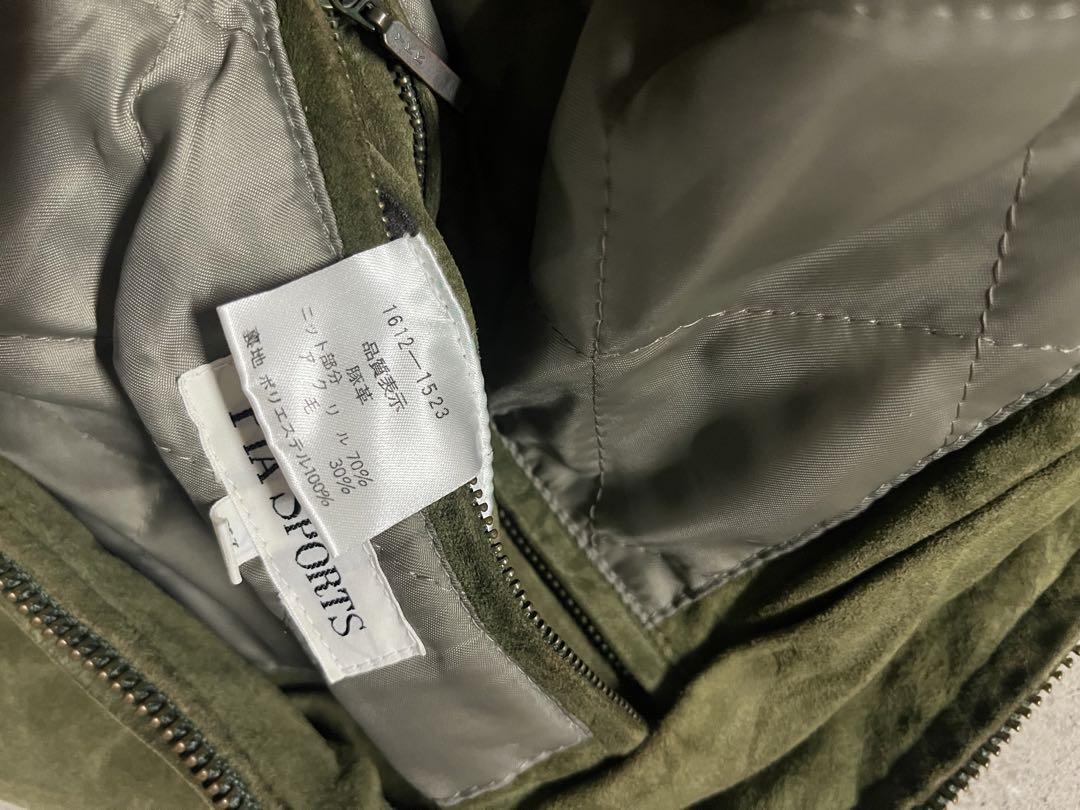 1612—1523
品質表示
豚革
ニット部分
アクリル 70%
毛 30%
裏地 ポリエステル100%
SPORTS
YKK